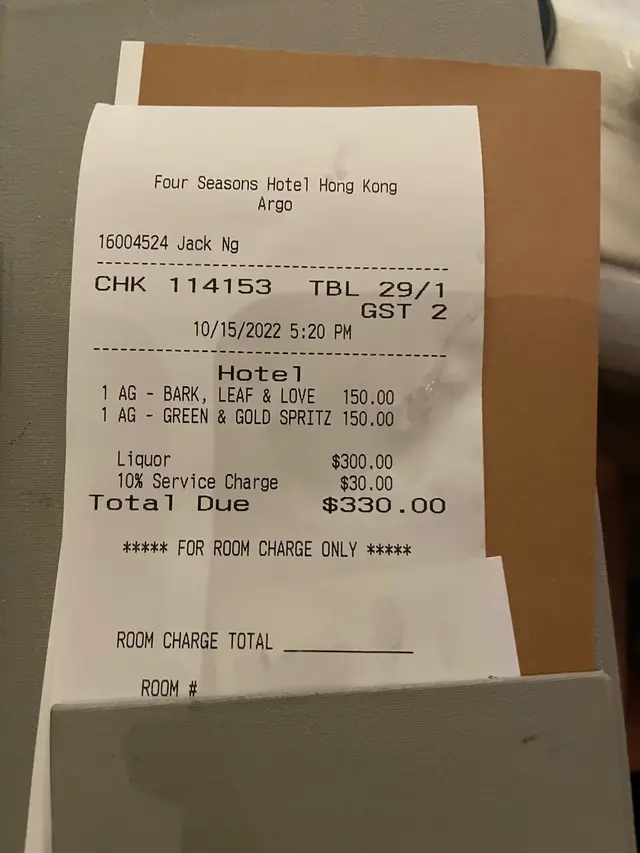 Four Seasons Hotel Hong Kong
Argo
16004524 Jack Ng
CHK 114153 TBL 29/1
GST 2
10/15/2022 5:20 PM
Hotel
1 AG - BARK, LEAF & LOVE 150.00
1 AG - GREEN & GOLD SPRITZ 150.00
Liquor $300.00
10% Service Charge $30.00
Total Due $330.00
***** FOR ROOM CHARGE ONLY *****
ROOM CHARGE TOTAL ____________
ROOM #